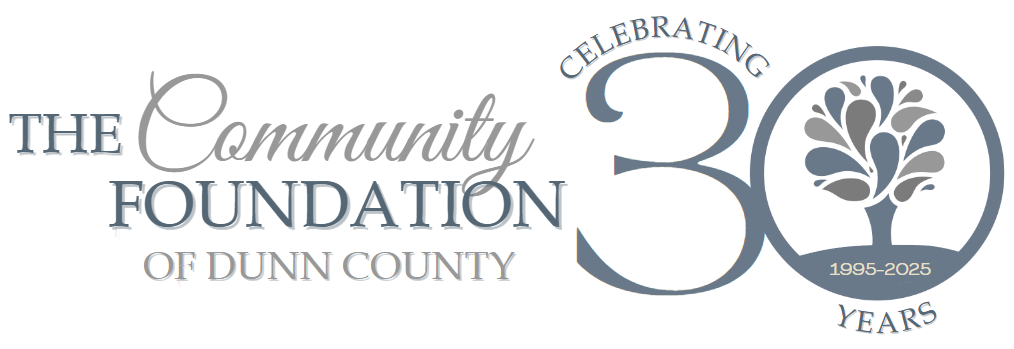 THE Community
FOUNDATION
OF DUNN COUNTY
CELEBRATING
30
1995-2025
YEARS